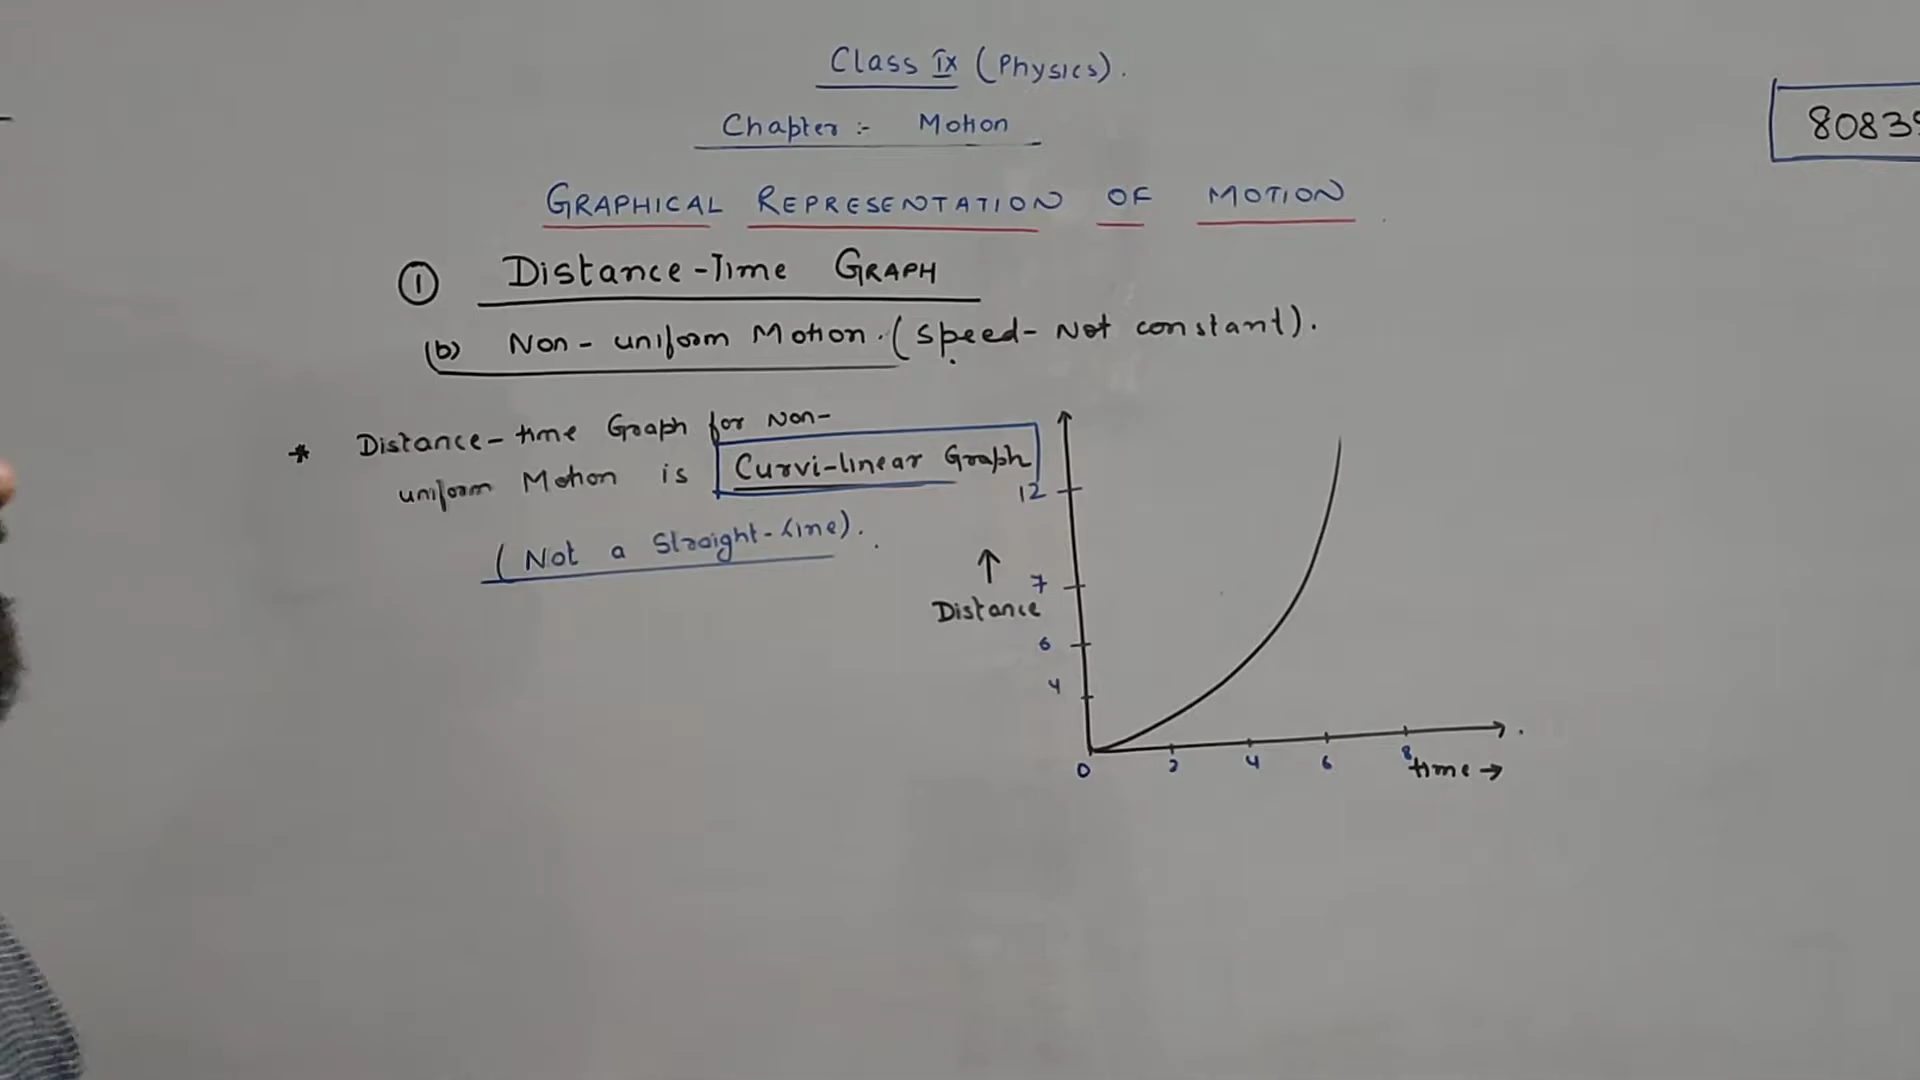 Class IX (Physics).
Chapter :- Motion
8083
GRAPHICAL REPRESENTATION OF MOTION
① Distance-Time GRAPH
(b) Non-uniform Motion. (Speed- Not constant).
* Distance-time Graph for Non-
uniform Motion is Curvi-linear Graph
(Not a Straight-Line).
12
7
Distance
6
4
0 2 4 6 8
time →